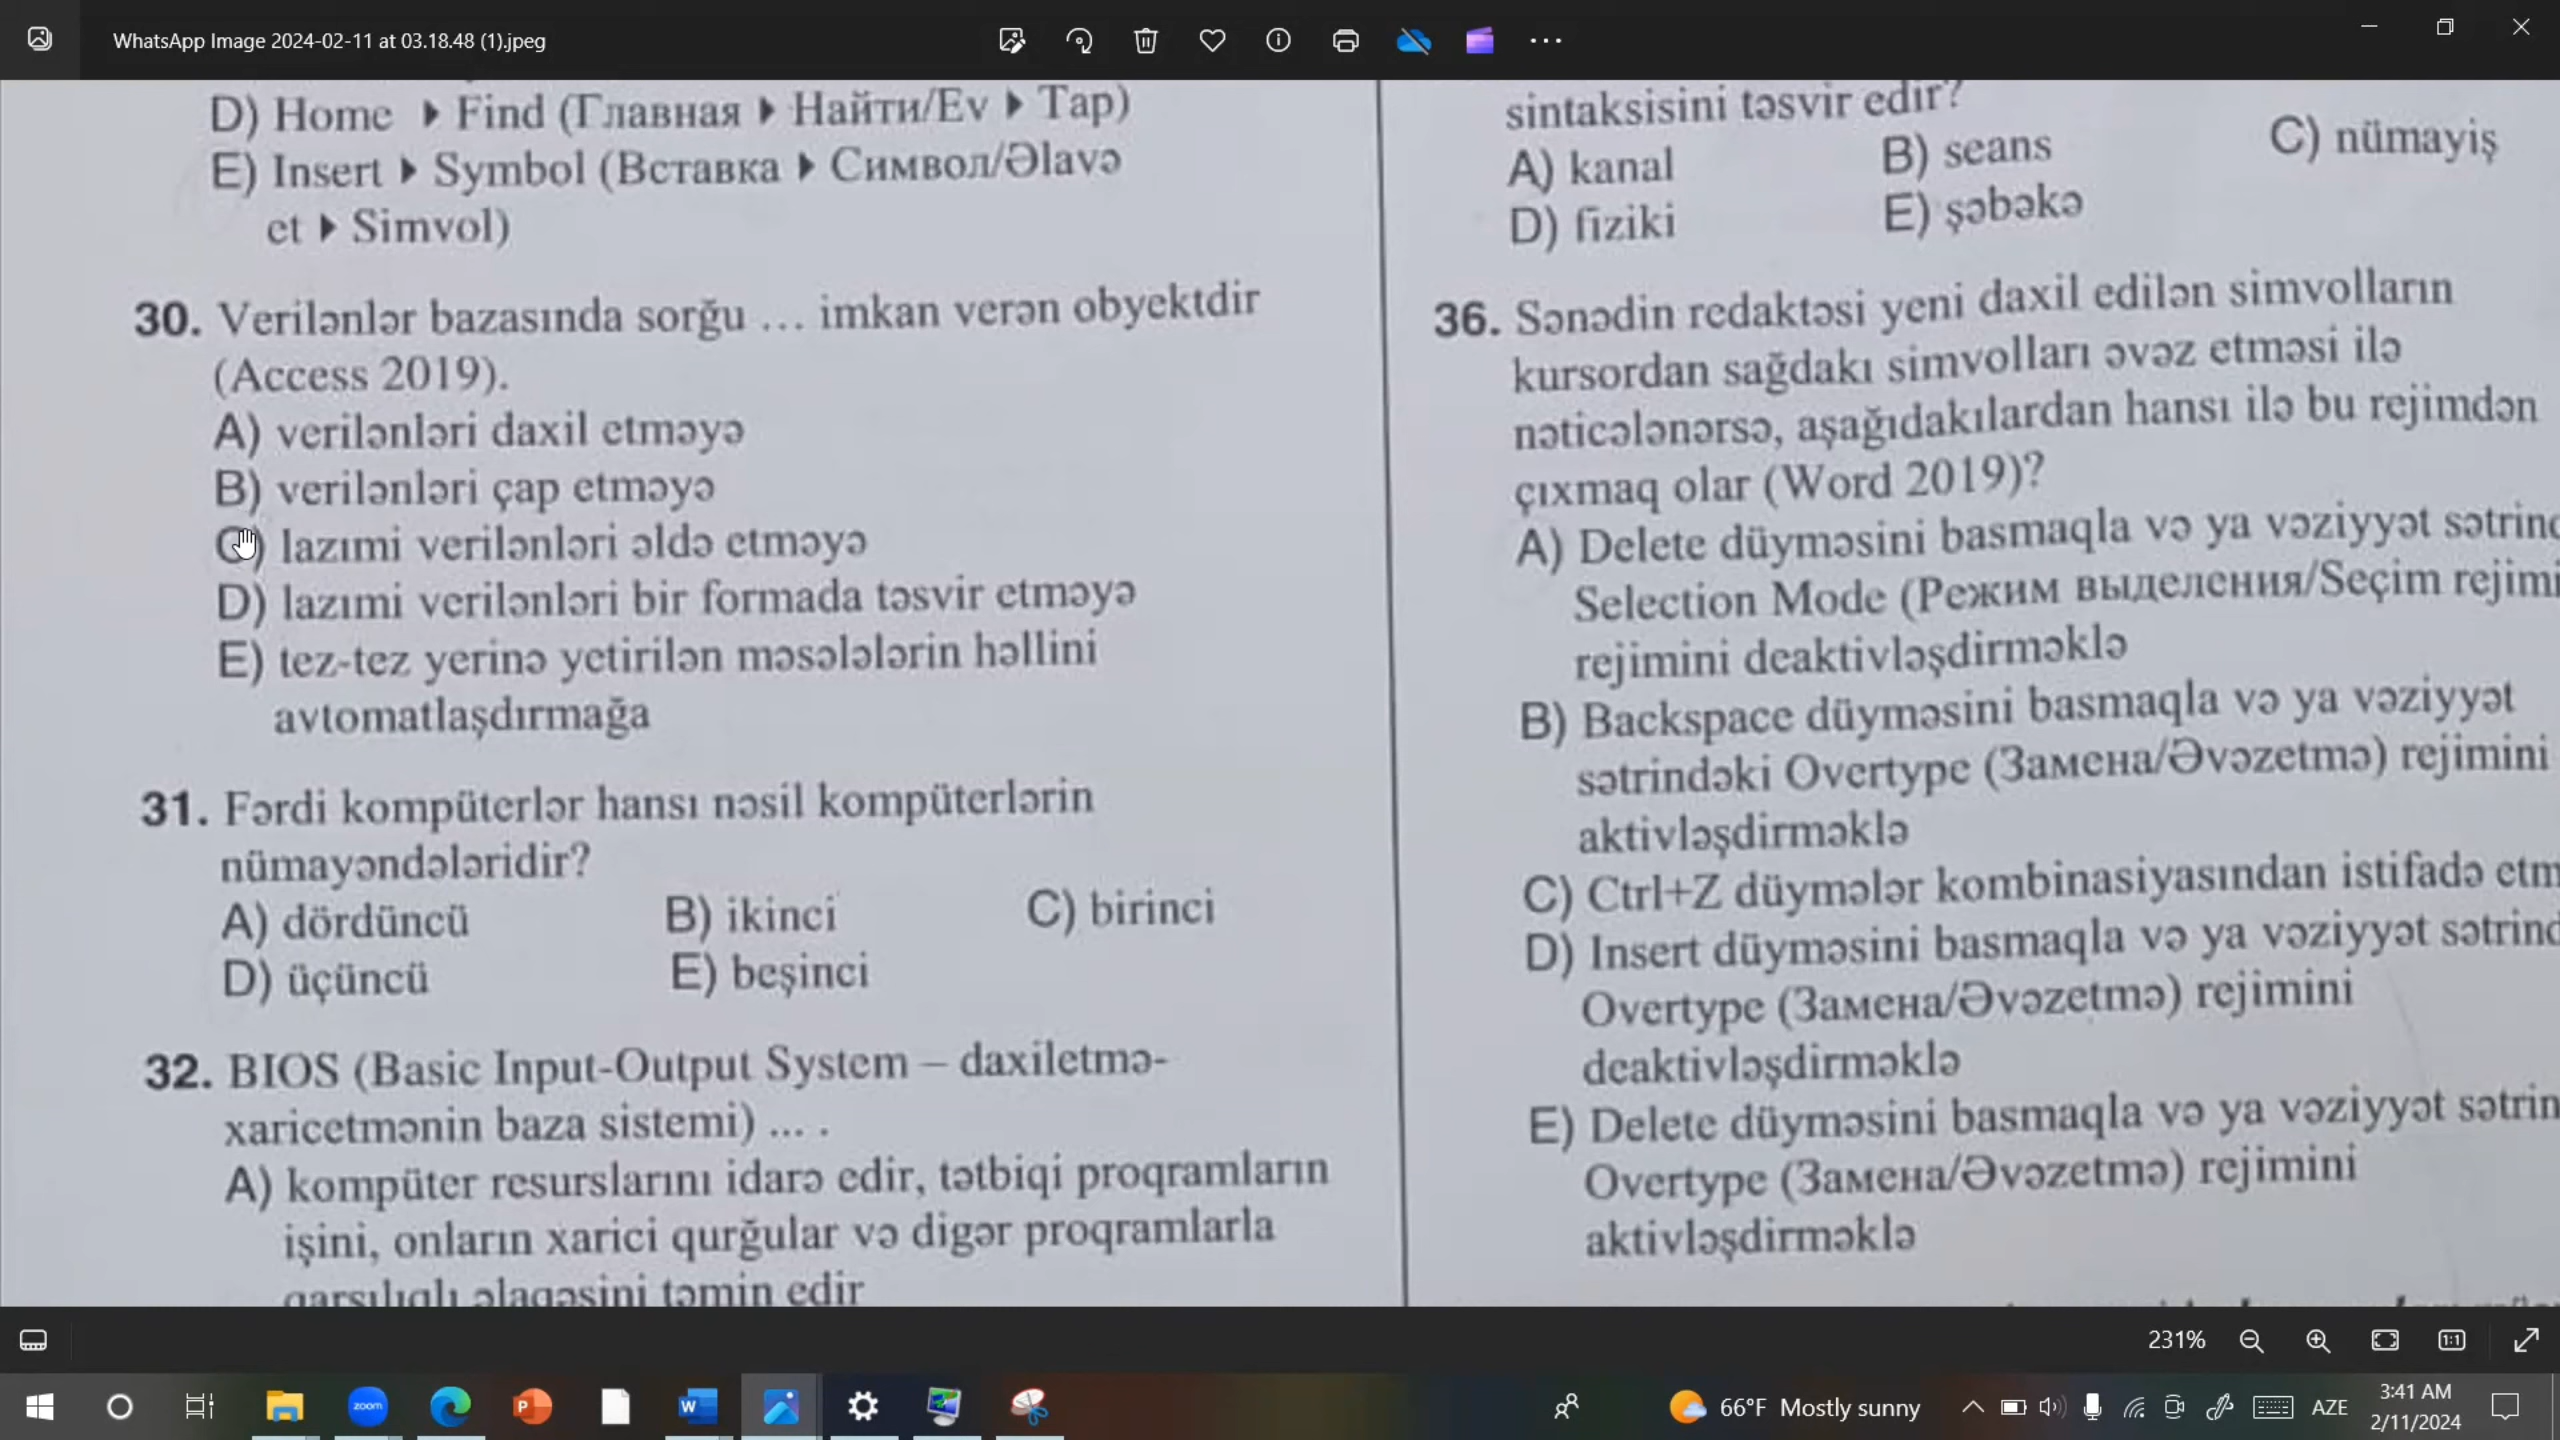 WhatsApp Image 2024-02-11 at 03.18.48 (1).jpeg
D) Home ▸ Find (Главная ▸ Найти/Ev ▸ Tap)
E) Insert ▸ Symbol (Вставка ▸ Символ/Əlavə
et ▸ Simvol)
30. Verilənlər bazasında sorğu ... imkan verən obyektdir
(Access 2019).
A) verilənləri daxil etməyə
B) verilənləri çap etməyə
C) lazımi verilənləri əldə etməyə
D) lazımi verilənləri bir formada təsvir etməyə
E) tez-tez yerinə yetirilən məsələlərin həllini
avtomatlaşdırmağa
31. Fərdi kompüterlər hansı nəsil kompüterlərin
nümayəndələridir?
A) dördüncü B) ikinci C) birinci
D) üçüncü E) beşinci
32. BIOS (Basic Input-Output System – daxiletmə-
xaricetmənin baza sistemi) ... .
A) kompüter resurslarını idarə edir, tətbiqi proqramların
işini, onların xarici qurğular və digər proqramlarla
qarşılıqlı əlaqəsini təmin edir
sintaksisini təsvir edir?
A) kanal B) seans C) nümayiş
D) fiziki E) şəbəkə
36. Sənədin redaktəsi yeni daxil edilən simvolların
kursordan sağdakı simvolları əvəz etməsi ilə
nəticələnərsə, aşağıdakılardan hansı ilə bu rejimdən
çıxmaq olar (Word 2019)?
A) Delete düyməsini basmaqla və ya vəziyyət
Selection Mode (Режим выделения/Seçim
rejimini deaktivləşdirməklə
B) Backspace düyməsini basmaqla və ya vəziyyət
sətrindəki Overtype (Замена/Əvəzetmə) rejimini
aktivləşdirməklə
C) Ctrl+Z düymələr kombinasiyasından istifadə
D) Insert düyməsini basmaqla və ya vəziyyət
Overtype (Замена/Əvəzetmə) rejimini
deaktivləşdirməklə
E) Delete düyməsini basmaqla və ya vəziyyət
Overtype (Замена/Əvəzetmə) rejimini
aktivləşdirməklə
231%
1:1
zoom
66°F Mostly sunny
AZE
3:41 AM
2/11/2024